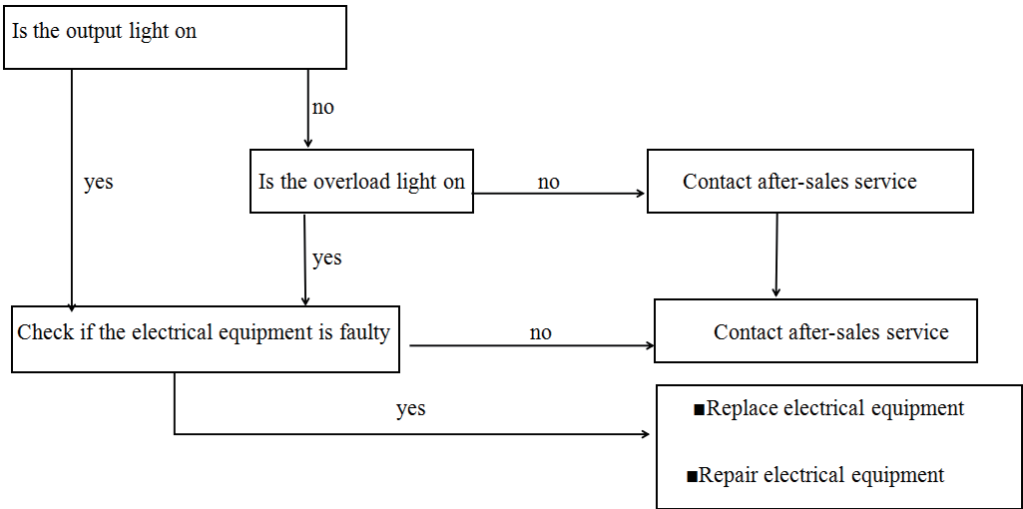 Is the output light on
no
yes
Is the overload light on
no
Contact after-sales service
yes
Check if the electrical equipment is faulty
no
Contact after-sales service
yes
■Replace electrical equipment
■Repair electrical equipment